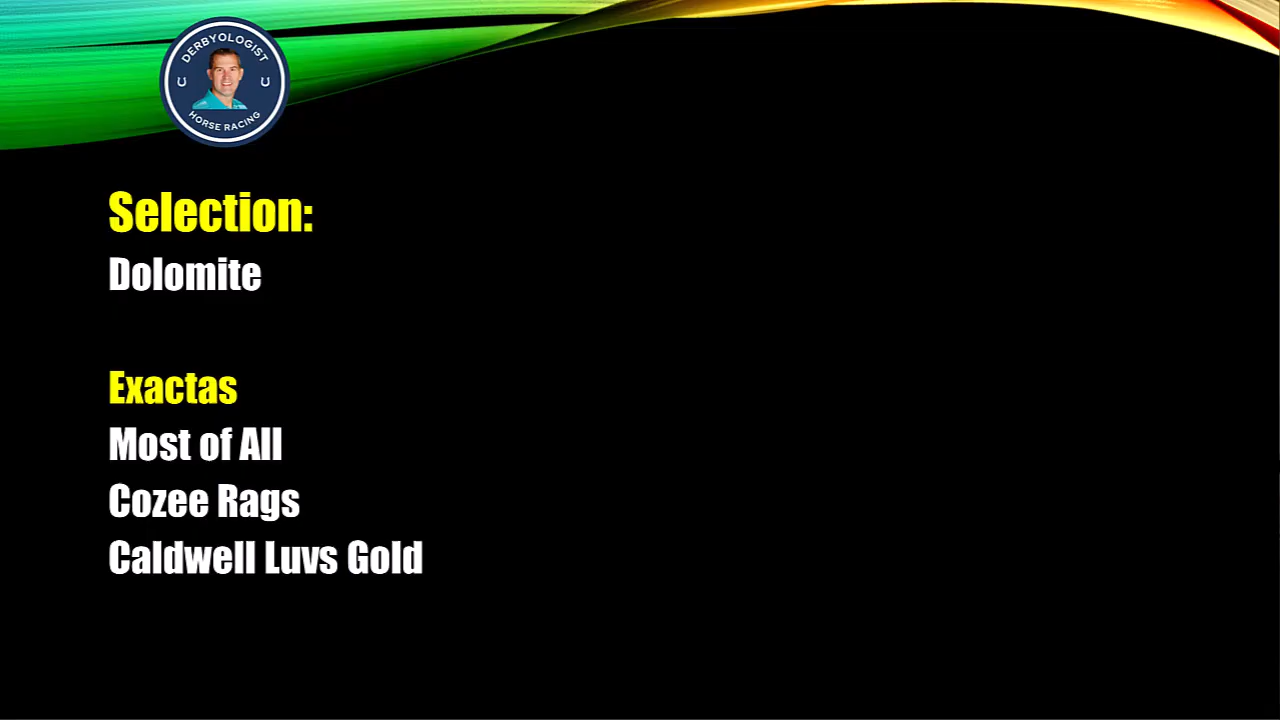 DERBYOLOGIST
HORSE RACING
Selection:
Dolomite
Exactas
Most of All
Cozee Rags
Caldwell Luvs Gold